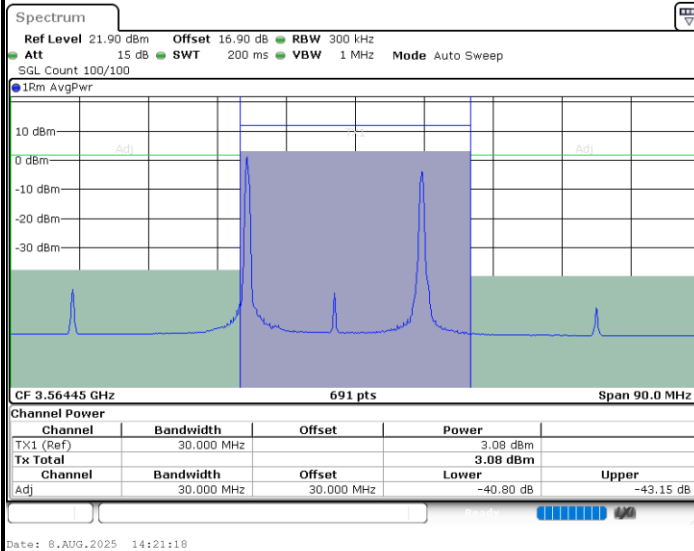 Spectrum
Ref Level 21.90 dBm Offset 16.90 dB RBW 300 kHz
Att 15 dB SWT 200 ms VBW 1 MHz Mode Auto Sweep
SGL Count 100/100
1Rm AvgPwr
10 dBm
Adj Adj
0 dBm
-10 dBm
-20 dBm
-30 dBm
CF 3.56445 GHz 691 pts Span 90.0 MHz
Channel Power
Channel Bandwidth Offset Power
TX1 (Ref) 30.000 MHz 3.08 dBm
Tx Total 3.08 dBm
Channel Bandwidth Offset Lower Upper
Adj 30.000 MHz 30.000 MHz -40.80 dB -43.15 dB
Ready
Date: 8.AUG.2025 14:21:18